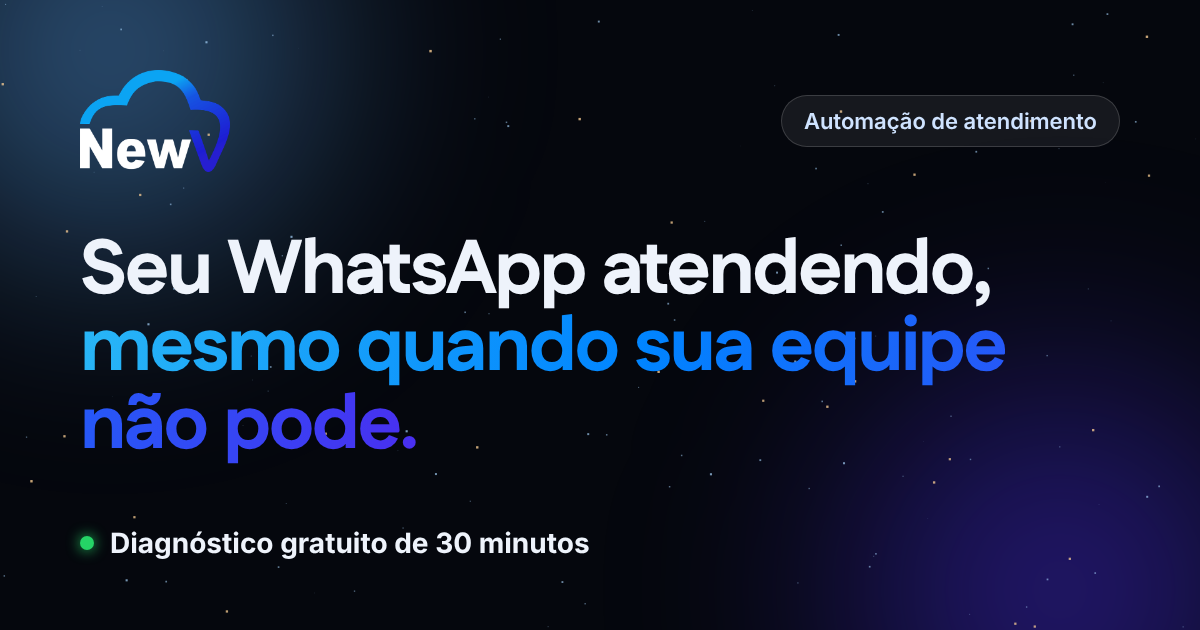 NewV
Automação de atendimento
Seu WhatsApp atendendo,
mesmo quando sua equipe
não pode.
Diagnóstico gratuito de 30 minutos